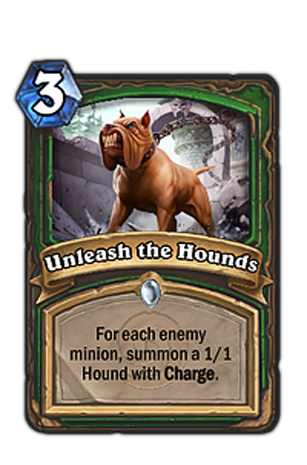 3
Unleash the Hounds
For each enemy
minion, summon a 1/1
Hound with Charge.